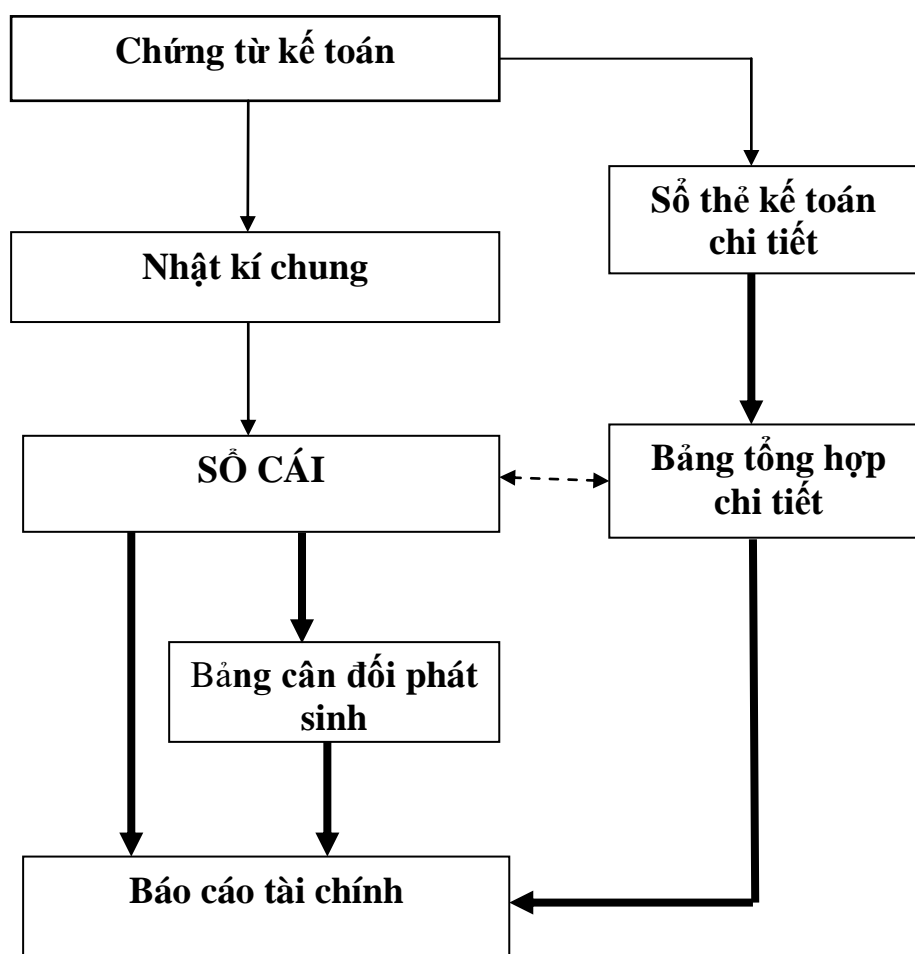 Chứng từ kế toán
Sổ thẻ kế toán
chi tiết
Nhật kí chung
SỔ CÁI
Bảng tổng hợp
chi tiết
Bảng cân đối phát
sinh
Báo cáo tài chính